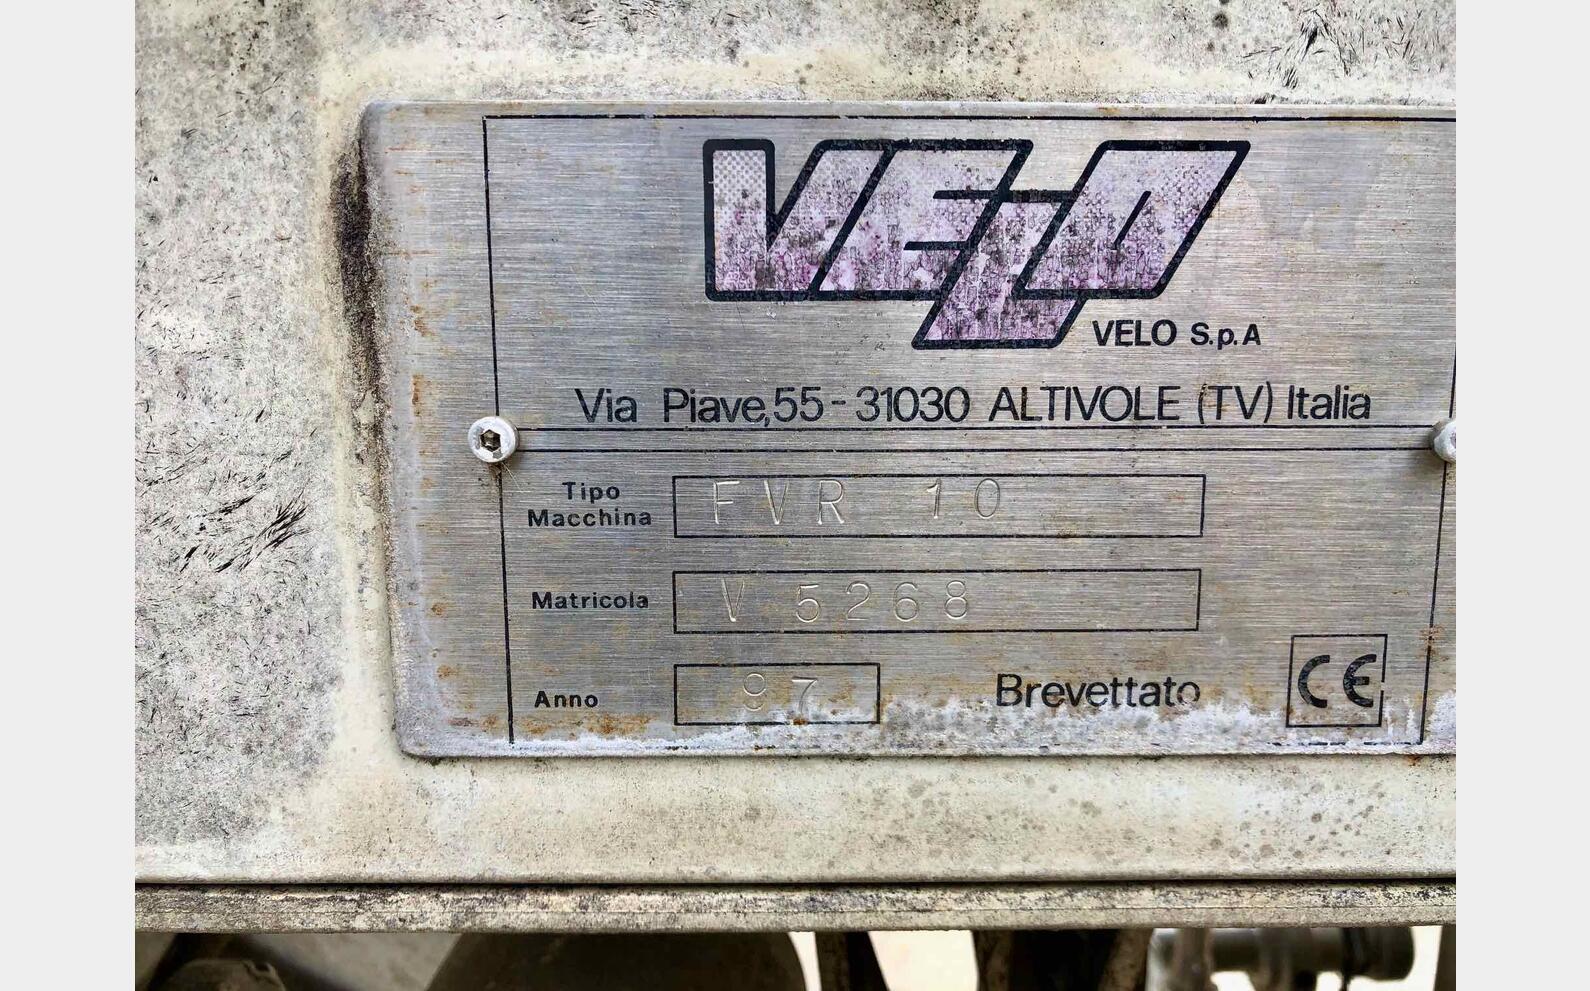 VELO
VELO S.p.A
Via Piave,55-31030 ALTIVOLE (TV) Italia
Tipo Macchina FVR 10
Matricola V 5268
Anno 97 Brevettato CE